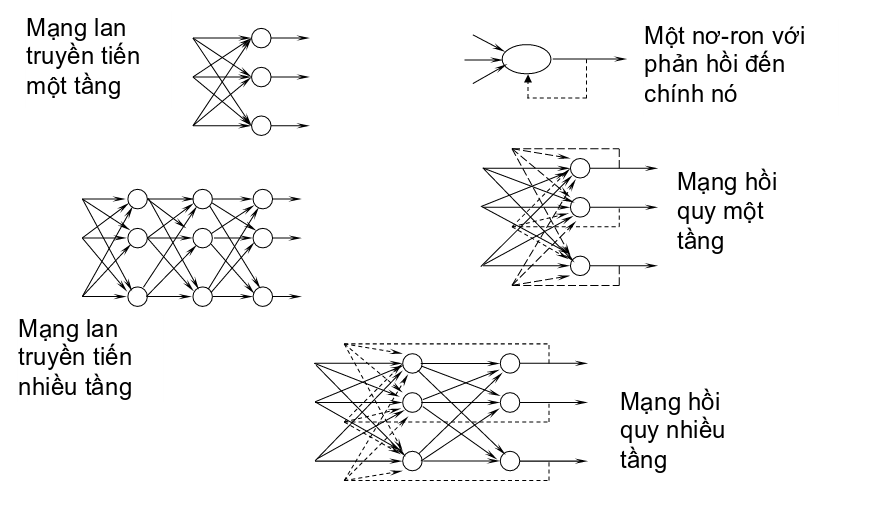 Mạng lan
truyền tiến
một tầng
Một nơ-ron với
phản hồi đến
chính nó
Mạng hồi
quy một
tầng
Mạng lan
truyền tiến
nhiều tầng
Mạng hồi
quy nhiều
tầng